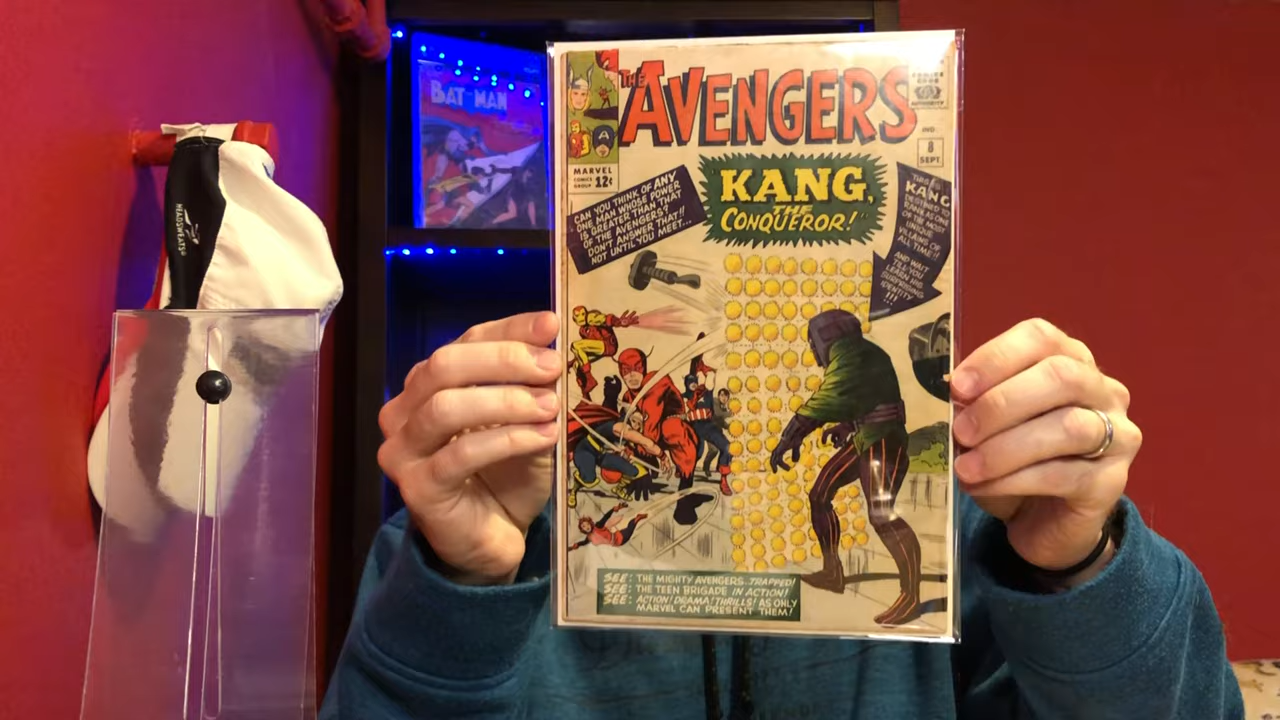 BAT-MAN
HEADSWEATS
THE
AVENGERS
COMICS
CODE
AUTHORITY
IND.
8
SEPT.
MARVEL
COMICS
GROUP
12¢
CAN YOU THINK OF ANY
ONE MAN WHOSE POWER
IS GREATER THAN THAT
OF THE AVENGERS?
DON'T ANSWER THAT!!
NOT UNTIL YOU MEET...
KANG,
THE
CONQUEROR!
THIS IS
KANG
DESTINED TO
BE
AS ONE
OF THE MOST
UNIQUE
VILLAINS OF
ALL TIME!!
AND WAIT
TILL YOU
LEARN HIS
SURPRISING
IDENTITY
!!!
A
SEE: THE MIGHTY AVENGERS...TRAPPED!
SEE: THE TEEN BRIGADE IN ACTION!
SEE: ACTION! DRAMA! THRILLS! AS ONLY
MARVEL CAN PRESENT THEM!